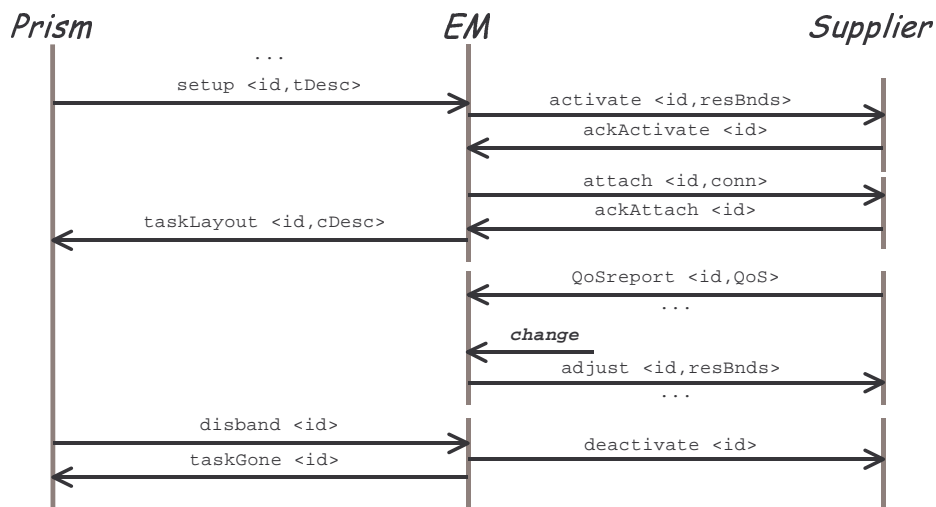 Prism EM Supplier
...
setup <id,tDesc>
activate <id,resBnds>
ackActivate <id>
attach <id,conn>
ackAttach <id>
taskLayout <id,cDesc>
QoSreport <id,QoS>
...
change
adjust <id,resBnds>
...
disband <id>
deactivate <id>
taskGone <id>